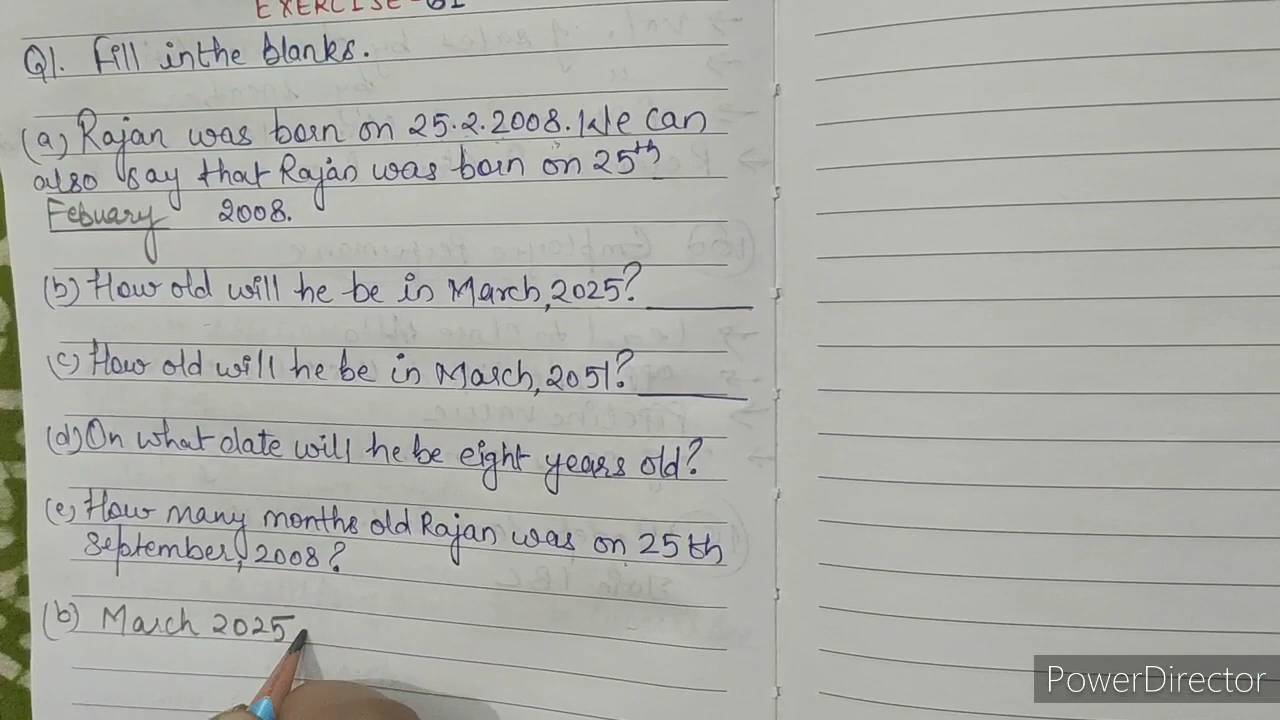 EXERCISE-61
Q1. Fill in the blanks.
(a) Rajan was born on 25.2.2008. We can
also say that Rajan was born on 25th
Febuary 2008.
(b) How old will he be in March, 2025?
(c) How old will he be in March, 2051?
(d) On what date will he be eight years old?
(e) How many months old Rajan was on 25th
September, 2008?
(b) March 2025
PowerDirector